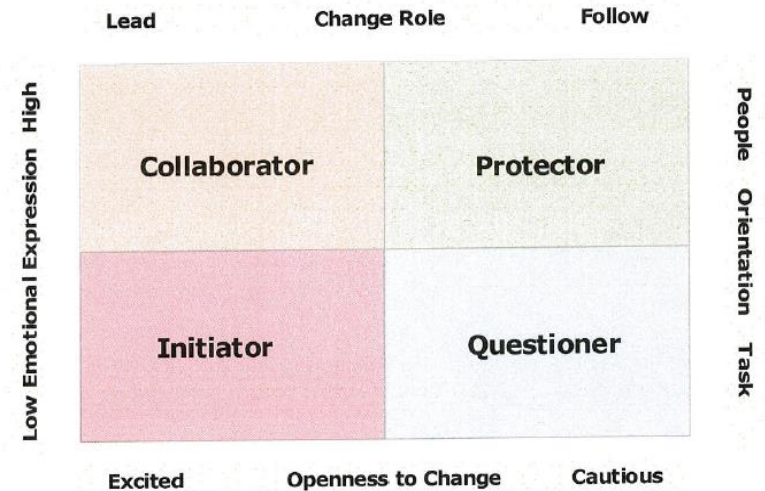 Lead Change Role Follow
Low Emotional Expression High
People Orientation Task
Collaborator Protector
Initiator Questioner
Excited Openness to Change Cautious